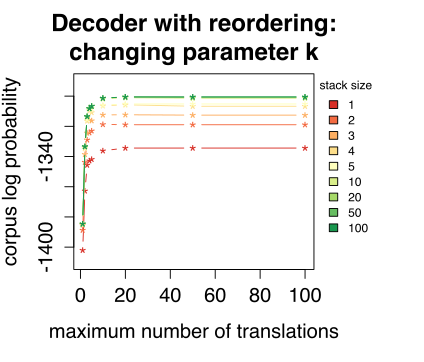 Decoder with reordering:
changing parameter k
stack size
1
2
3
4
5
10
20
50
100
corpus log probability
-1340
-1400
0 20 40 60 80 100
maximum number of translations